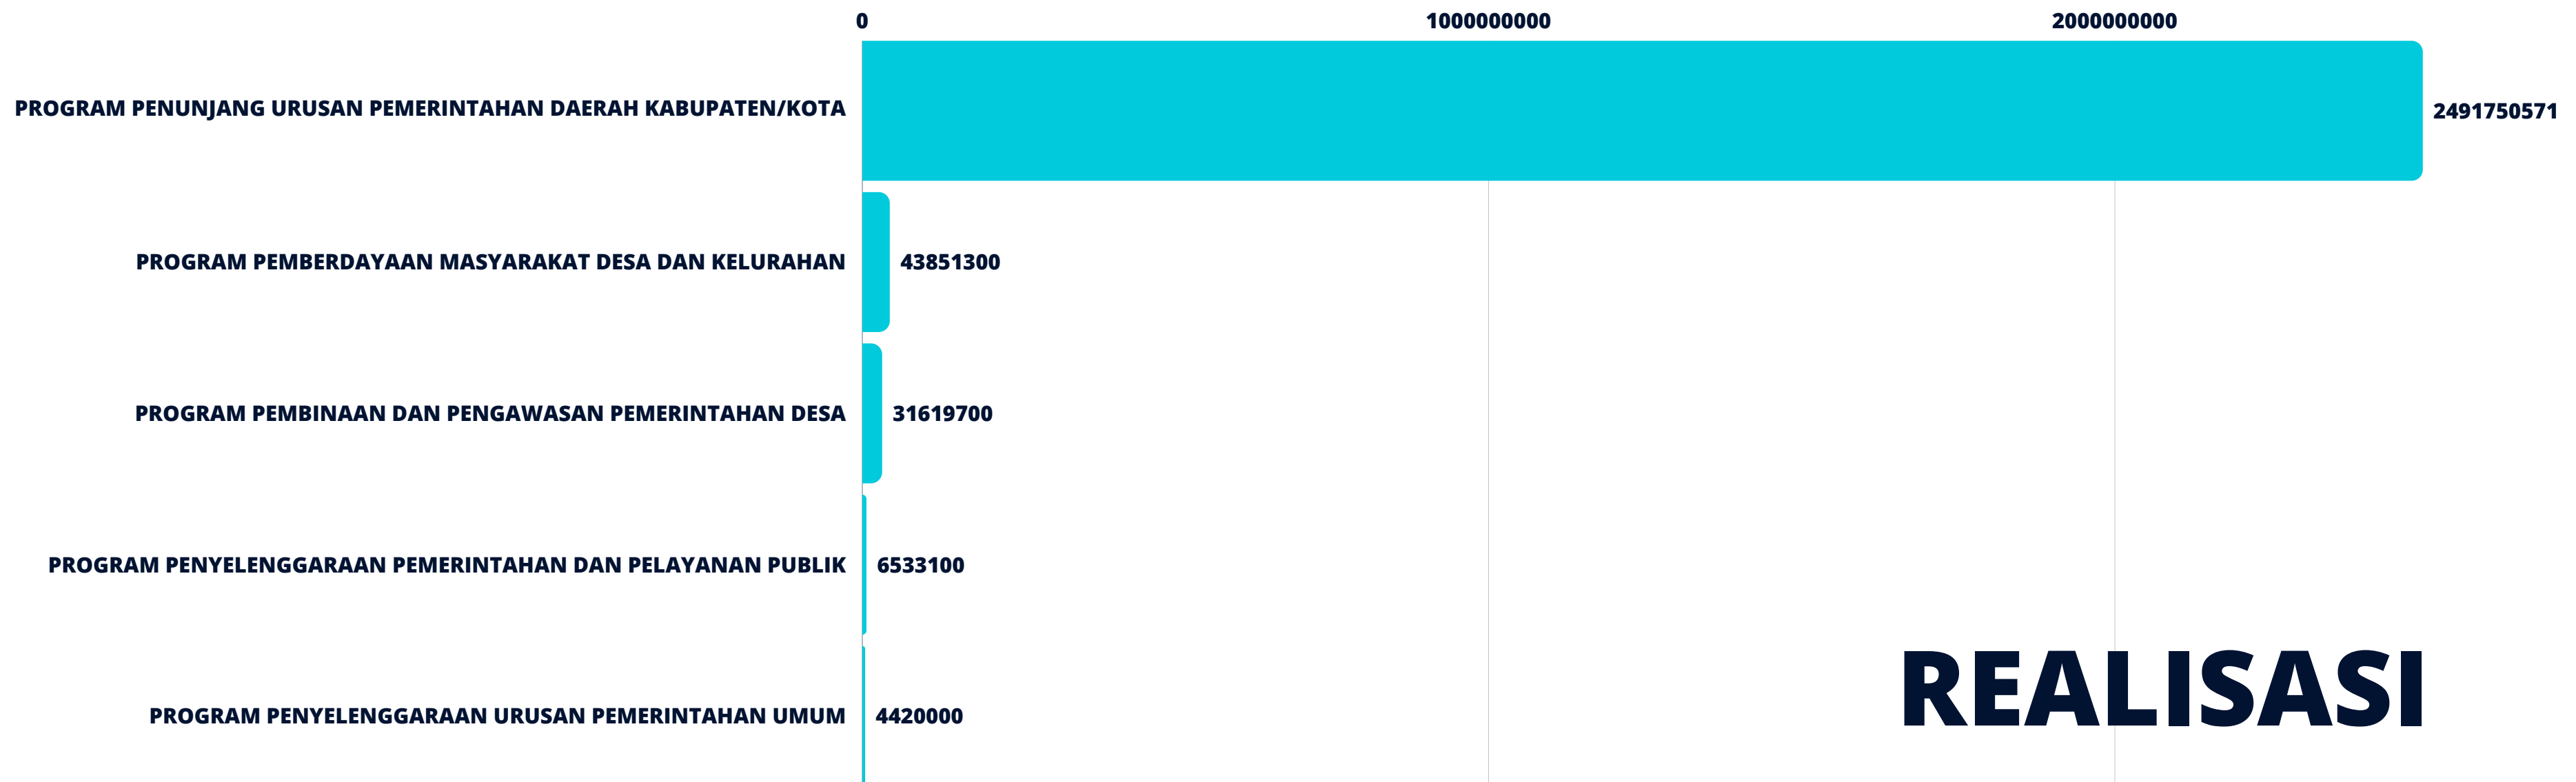 0 1000000000 2000000000
PROGRAM PENUNJANG URUSAN PEMERINTAHAN DAERAH KABUPATEN/KOTA 2491750571
PROGRAM PEMBERDAYAAN MASYARAKAT DESA DAN KELURAHAN 43851300
PROGRAM PEMBINAAN DAN PENGAWASAN PEMERINTAHAN DESA 31619700
PROGRAM PENYELENGGARAAN PEMERINTAHAN DAN PELAYANAN PUBLIK 6533100
PROGRAM PENYELENGGARAAN URUSAN PEMERINTAHAN UMUM 4420000
REALISASI